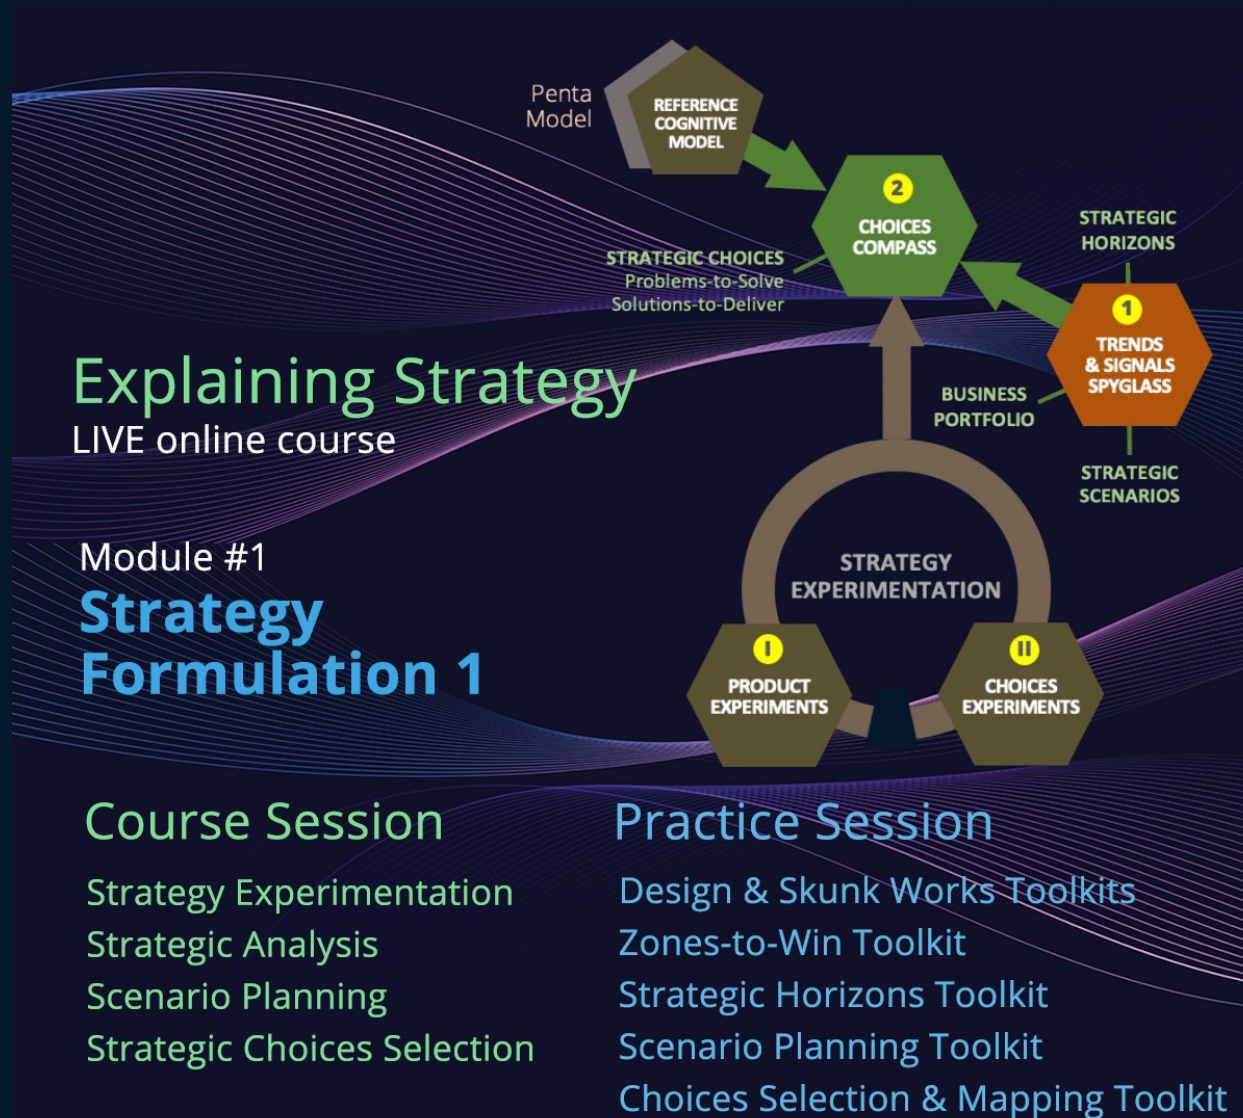 Penta
Model
REFERENCE
COGNITIVE
MODEL
2
CHOICES
COMPASS
STRATEGIC CHOICES
Problems-to-Solve
Solutions-to-Deliver
STRATEGIC
HORIZONS
1
TRENDS
& SIGNALS
SPYGLASS
BUSINESS
PORTFOLIO
STRATEGIC
SCENARIOS
Explaining Strategy
LIVE online course
Module #1
Strategy
Formulation 1
STRATEGY
EXPERIMENTATION
I
PRODUCT
EXPERIMENTS
II
CHOICES
EXPERIMENTS
Course Session
Strategy Experimentation
Strategic Analysis
Scenario Planning
Strategic Choices Selection
Practice Session
Design & Skunk Works Toolkits
Zones-to-Win Toolkit
Strategic Horizons Toolkit
Scenario Planning Toolkit
Choices Selection & Mapping Toolkit